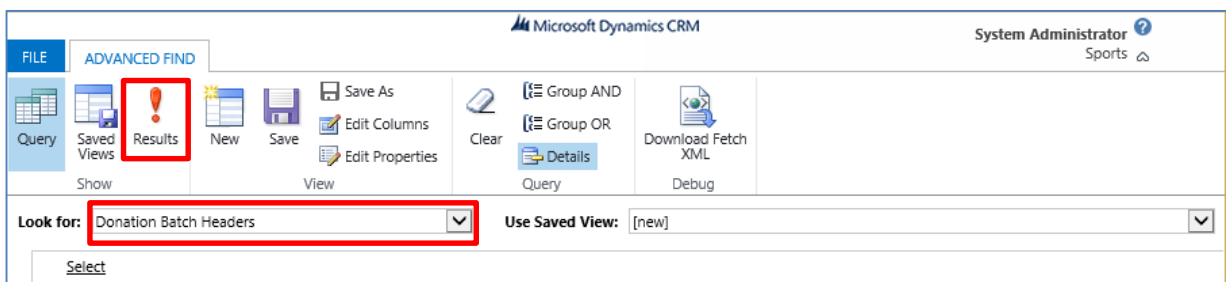 Microsoft Dynamics CRM
System Administrator
Sports
FILE
ADVANCED FIND
Query
Saved
Views
Results
New
Save
Save As
Edit Columns
Edit Properties
Clear
Group AND
Group OR
Details
Download Fetch
XML
Show
View
Query
Debug
Look for: Donation Batch Headers
Use Saved View: [new]
Select